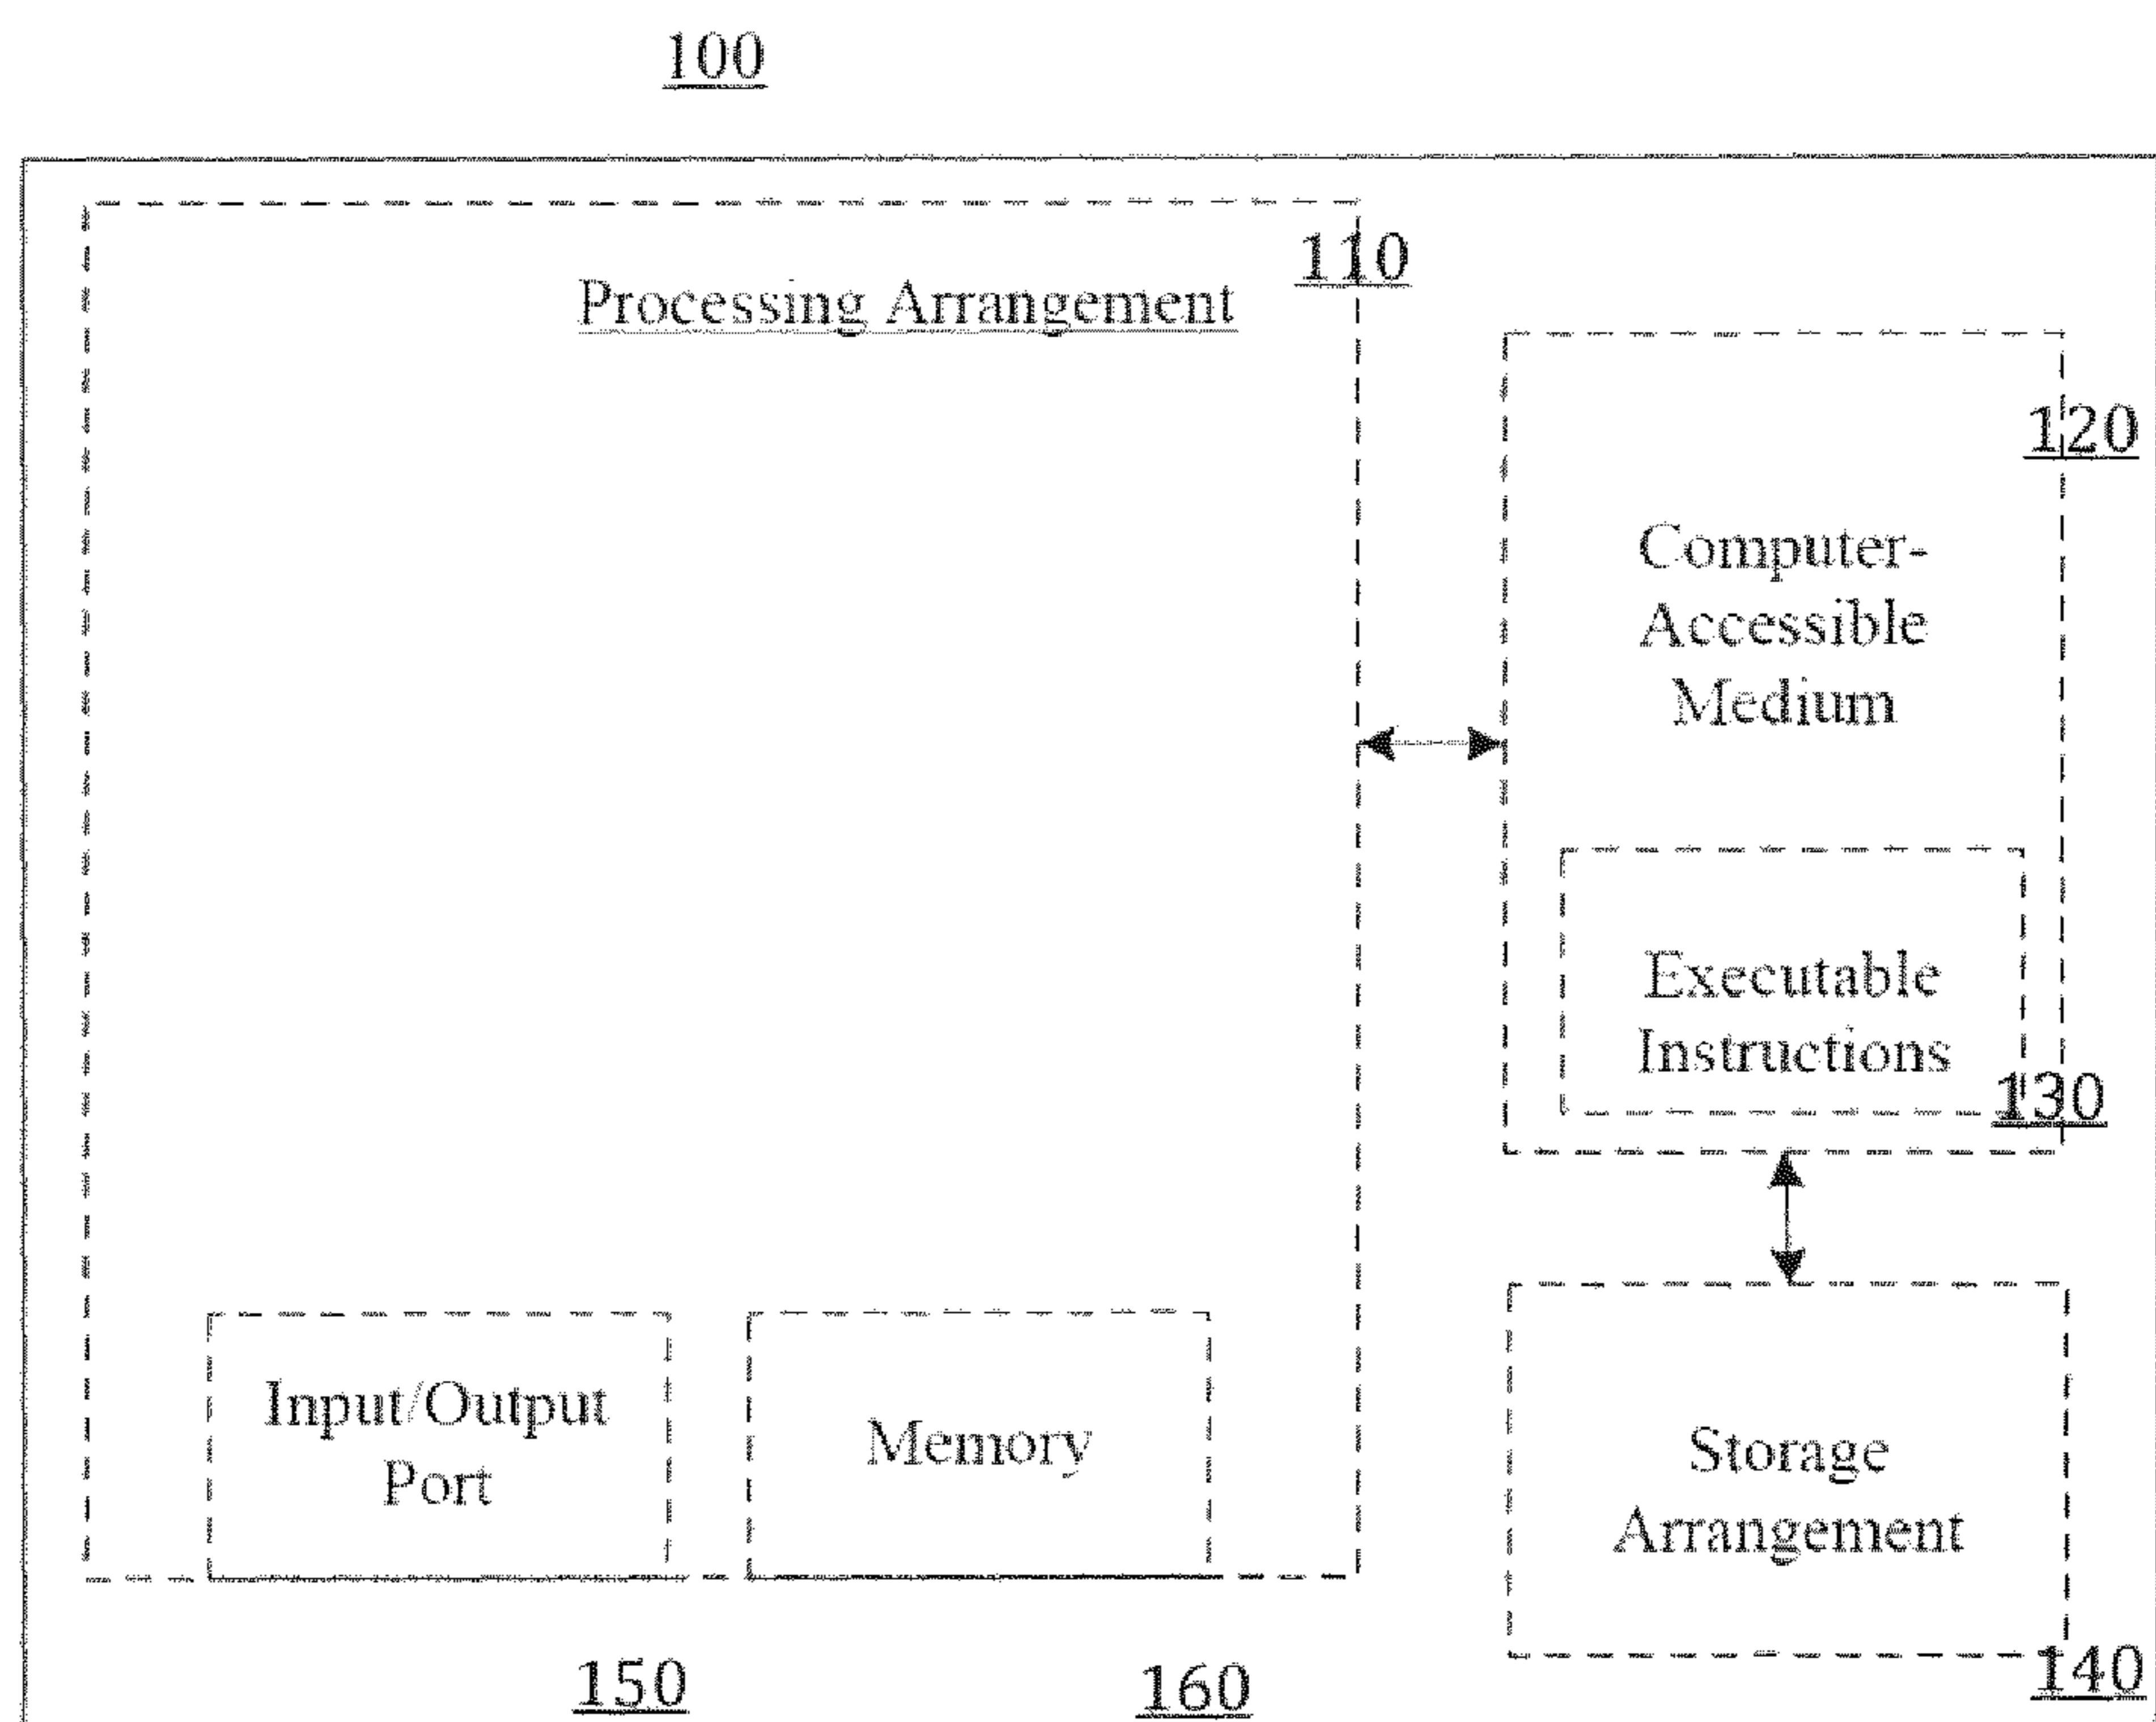 100
110
Processing Arrangement
120
Computer-
Accessible
Medium
Executable
Instructions
130
Input/Output
Port
Memory
Storage
Arrangement
150
160
140